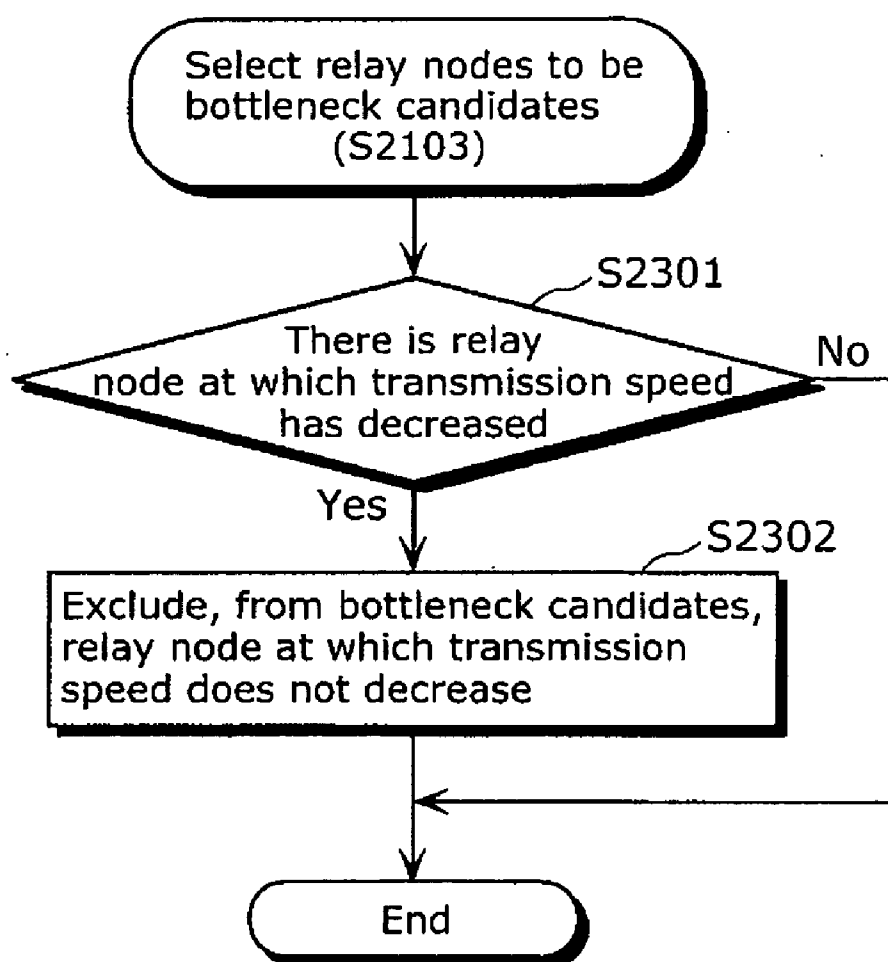 Select relay nodes to be
bottleneck candidates
(S2103)
S2301
There is relay
node at which transmission speed
has decreased
No
Yes
S2302
Exclude, from bottleneck candidates,
relay node at which transmission
speed does not decrease
End